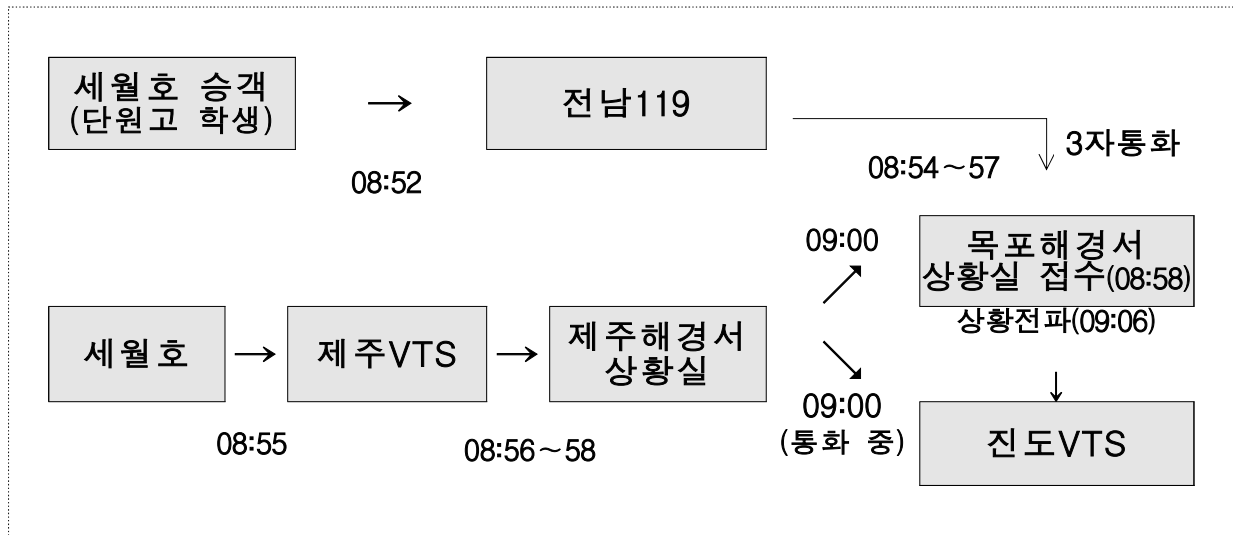 세월호 승객
(단원고 학생)
08:52
전남119
08:54～57
3자통화
세월호
08:55
제주VTS
08:56～58
제주해경서
상황실
09:00
목포해경서
상황실 접수(08:58)
상황전파(09:06)
09:00
(통화 중)
진도VTS